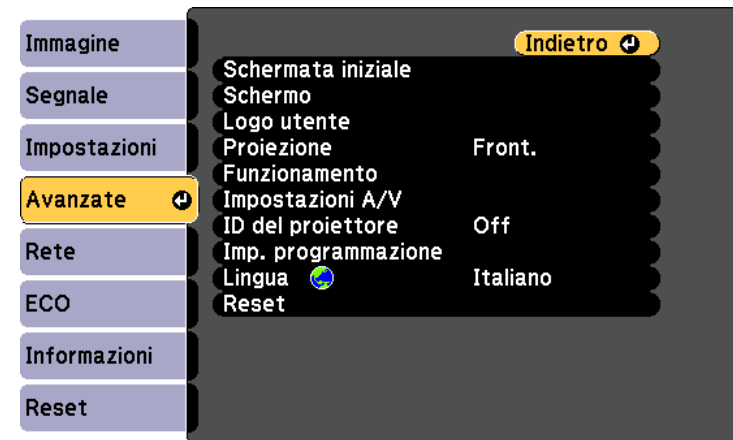 Immagine
Segnale
Impostazioni
Avanzate
Rete
ECO
Informazioni
Reset
Indietro
Schermata iniziale
Schermo
Logo utente
Proiezione Front.
Funzionamento
Impostazioni A/V
ID del proiettore Off
Imp. programmazione
Lingua Italiano
Reset